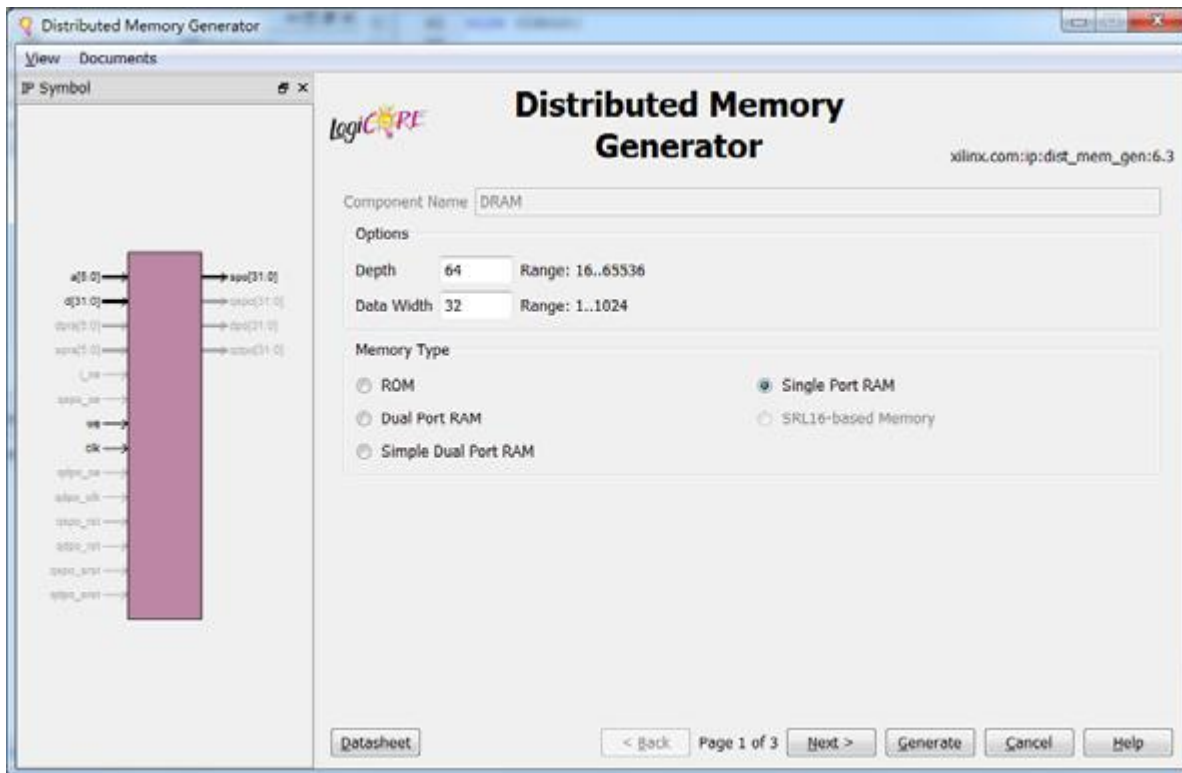 Distributed Memory Generator
View Documents
IP Symbol
a[5:0]
d[31:0]
we
clk
spo[31:0]
logiCORE
Distributed Memory
Generator
xilinx.com:ip:dist_mem_gen:6.3
Component Name DRAM
Options
Depth 64 Range: 16..65536
Data Width 32 Range: 1..1024
Memory Type
ROM Single Port RAM
Dual Port RAM SRL16-based Memory
Simple Dual Port RAM
Datasheet < Back Page 1 of 3 Next > Generate Cancel Help